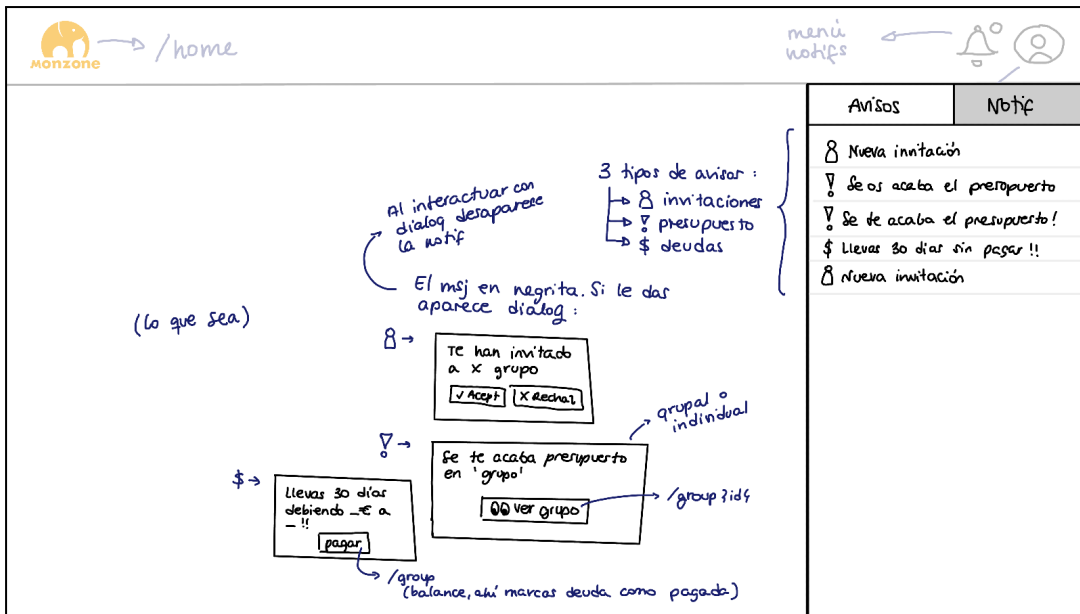 MONZONE
/home
menú
notifs
Avisos
Notif
Nueva invitación
Se os acaba el presupuesto
! Se te acaba el presupuesto!
$ Llevas 30 días sin pagar !!
Nueva invitación
3 tipos de avisos :
invitaciones
! presupuesto
$ deudas
Al interactuar con
dialog desaparece
la notif
El msj en negrita. Si le das
aparece dialog :
(lo que sea)
Te han invitado
a X grupo
✓ Acept X Rechaz
grupal o
individual
Se te acaba presupuesto
en 'grupo'
ver grupo
/group {id}
$ →
Llevas 30 días
debiendo _€ a
_ !!
pagar
/group
(balance, ahí marcas deuda como pagada)